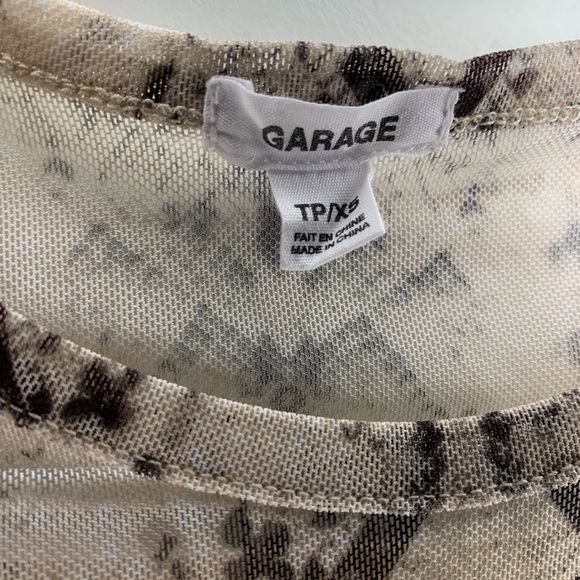 GARAGE
TP/XS
FAIT EN CHINE
MADE IN CHINA